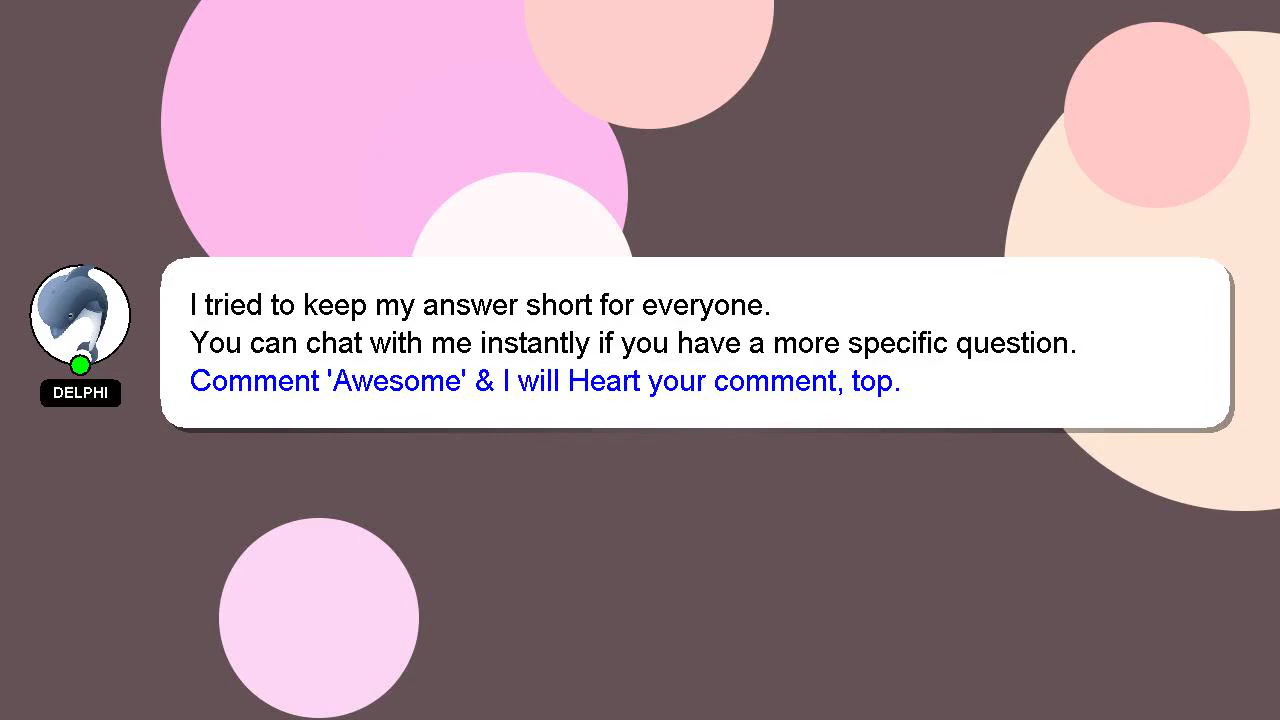 I tried to keep my answer short for everyone.
You can chat with me instantly if you have a more specific question.
Comment 'Awesome' & I will Heart your comment, top.
DELPHI